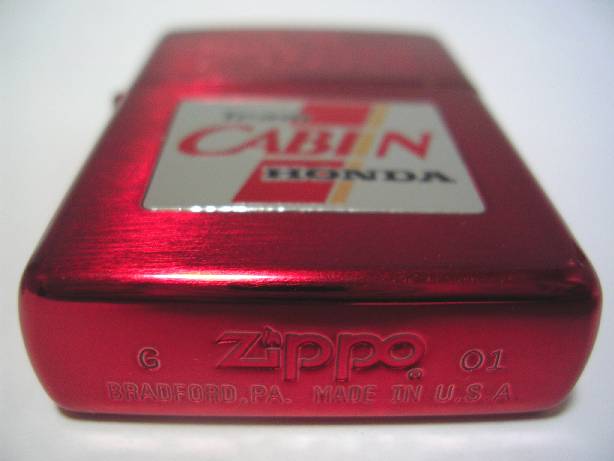 Team
CABIN
HONDA
G Zippo ® 01
BRADFORD, PA. MADE IN U.S.A.